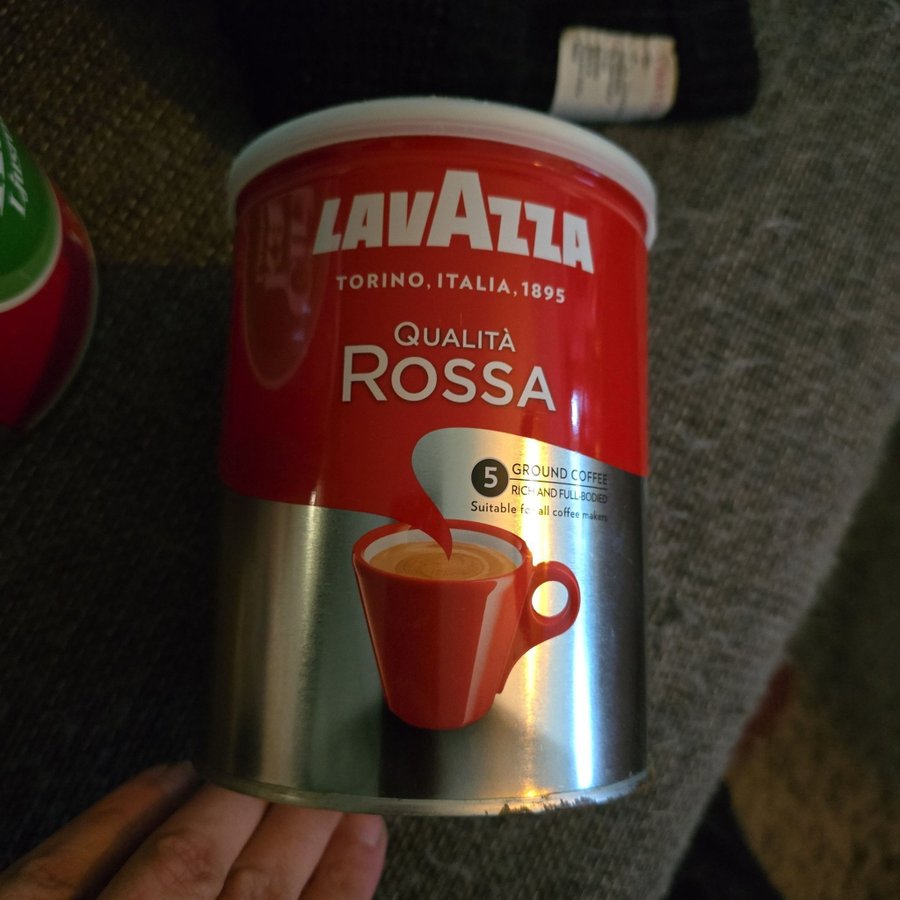 LAVAZZA
TORINO, ITALIA, 1895
QUALITÀ
ROSSA
5 GROUND COFFEE
RICH AND FULL-BODIED
Suitable for all coffee makers